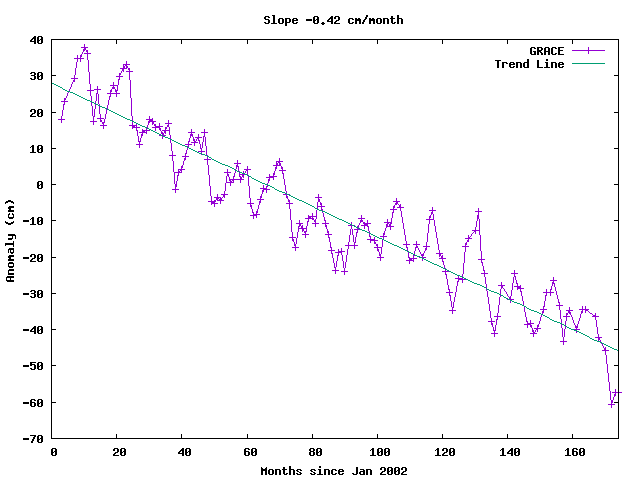 Slope -0.42 cm/month
GRACE
Trend Line
40
30
20
10
0
-10
-20
-30
-40
-50
-60
-70
Anomaly (cm)
0 20 40 60 80 100 120 140 160
Months since Jan 2002